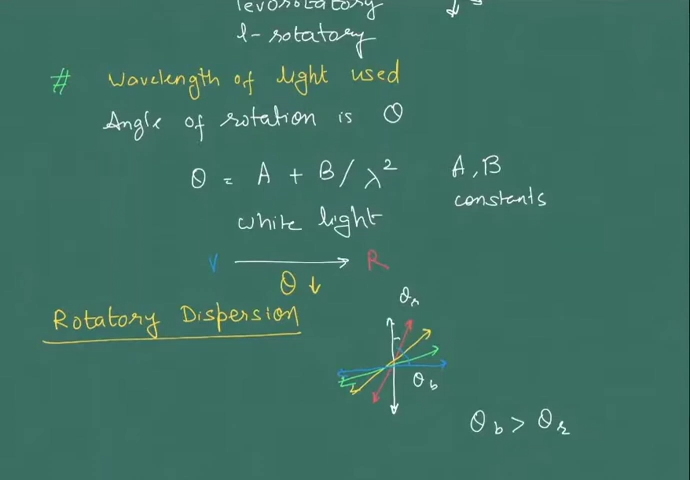 levorotatory
l-rotatory
# Wavelength of light used
Angle of rotation is θ
θ = A + B/λ² A, B
constants
white light
V → R
θ ↓
Rotatory Dispersion
θr
θb
θb > θr